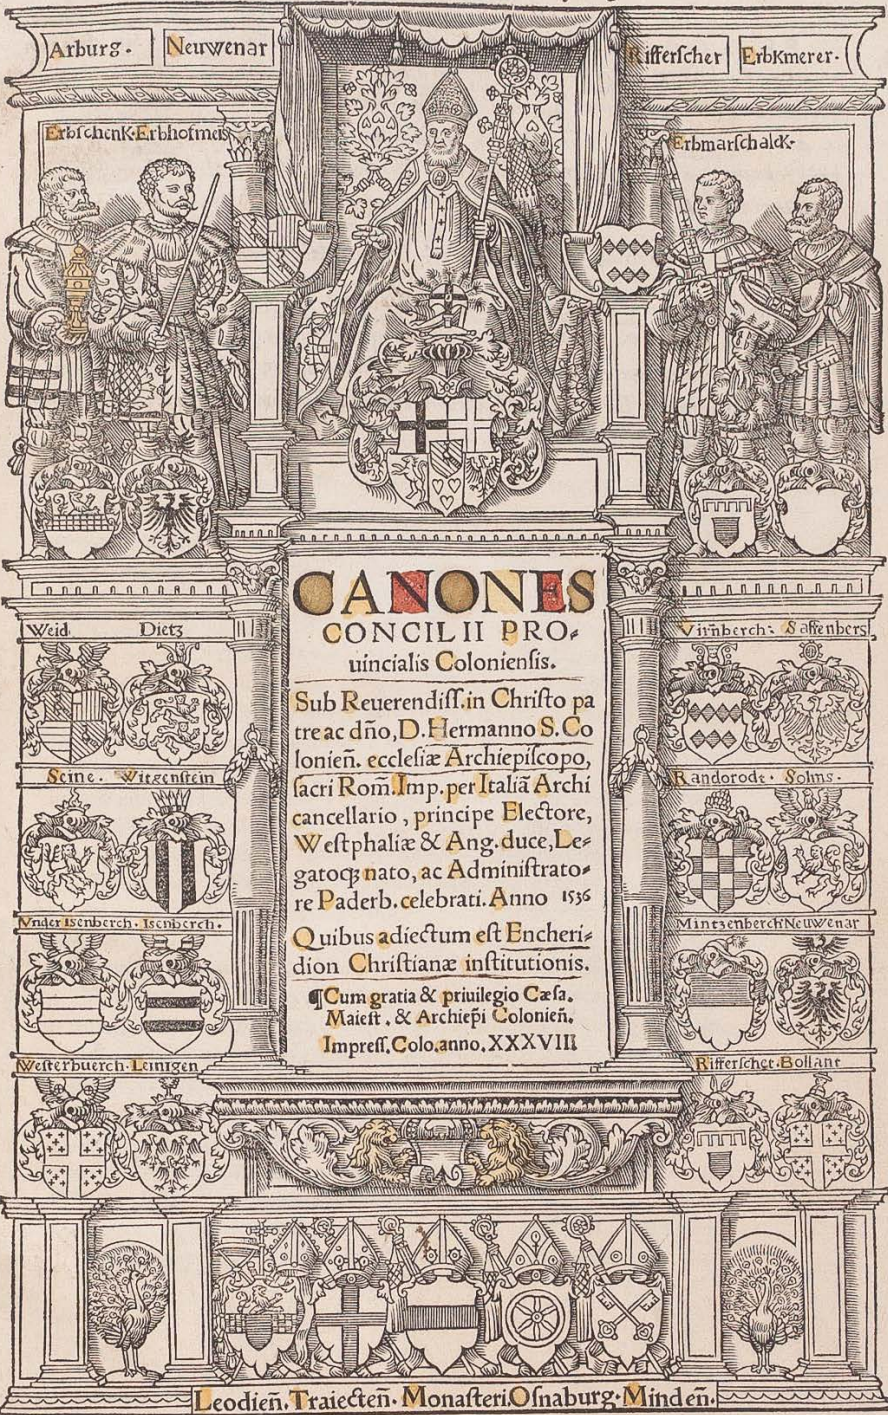 Arburg. Neuwenar Rifferscher ErbKmerer.
ErbſchenK. Erbhofmeis Erbmarſchalck.
CANONES
CONCILII PRO-
uincialis Colonienſis.
Sub Reuerendiſſ. in Chriſto pa
tre ac dño, D. Hermanno S. Co
lonieñ. eccleſiæ Archiepiſcopo,
ſacri Rom̃. Imp. per Italiã Archi
cancellario, principe Electore,
Weſtphaliæ & Ang. duce, Le-
gatoqꝫ nato, ac Adminiſtrato-
re Paderb. celebrati. Anno 1536
Quibus adiectum eſt Encheri-
dion Chriſtianæ inſtitutionis.
¶Cum gratia & priuilegio Cæſa.
Maieſt. & Archiep̃i Colonieñ.
Impreſſ. Colo. anno. XXXVIII
Weid Dietz Virñberch. Saffenberg.
Seine. Witgenſtein Randorodt. Solms.
Vnder Isenberch. Isenberch. Mintzenberch NeuWenar
Weſterbuerch. Leinigen Rifferſchet. Bollant
Leodieñ. Traiecteñ. Monaſteri. Oſnaburg. Mindeñ.